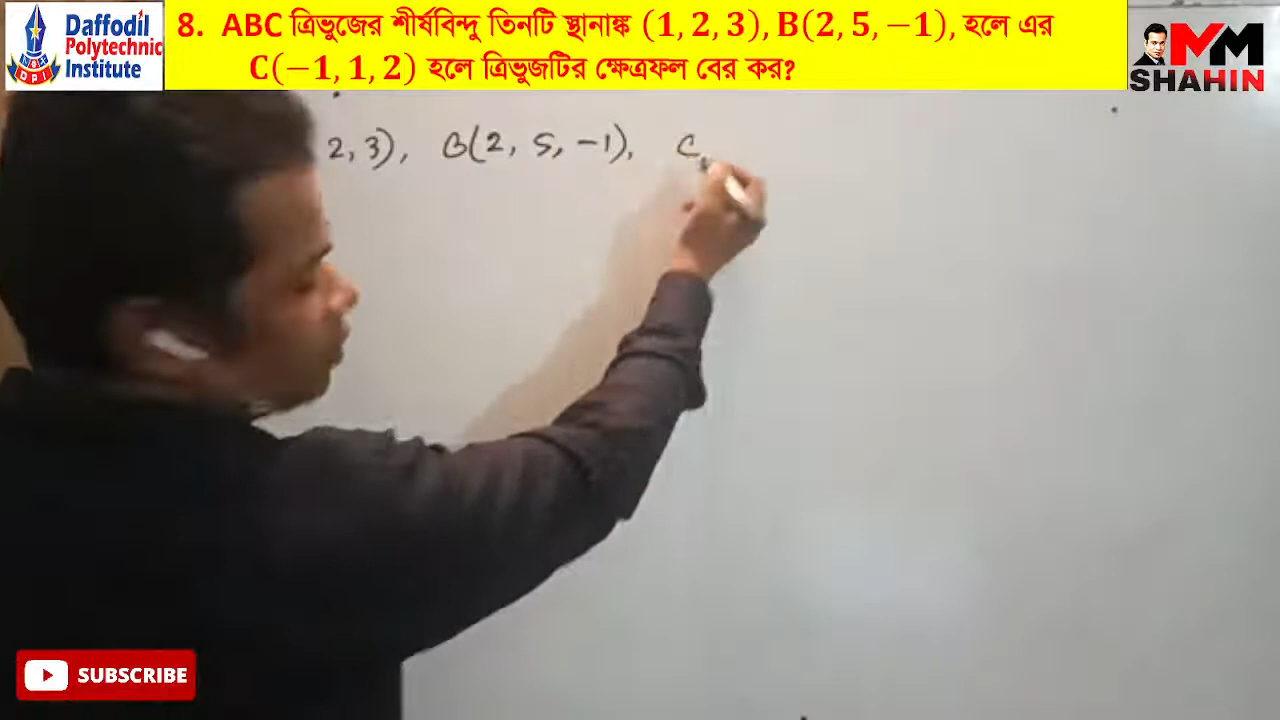 Daffodil
Polytechnic
Institute
8. ABC ত্রিভুজের শীর্ষবিন্দু তিনটি স্থানাঙ্ক (1, 2, 3), B(2, 5, −1), হলে এর
C(−1, 1, 2) হলে ত্রিভুজটির ক্ষেত্রফল বের কর?
MM
SHAHIN
2, 3), B(2, 5, -1), C
SUBSCRIBE